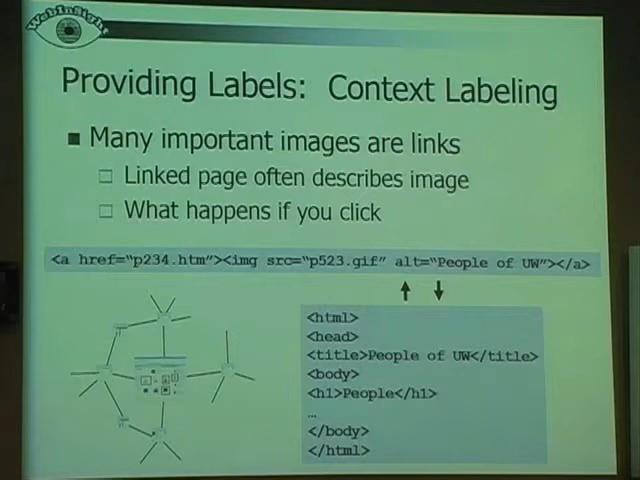 WebInSight
Providing Labels: Context Labeling
Many important images are links
Linked page often describes image
What happens if you click
<a href="p234.htm"><img src="p523.gif" alt="People of UW"></a>
<html>
<head>
<title>People of UW</title>
<body>
<h1>People</h1>
…
</body>
</html>